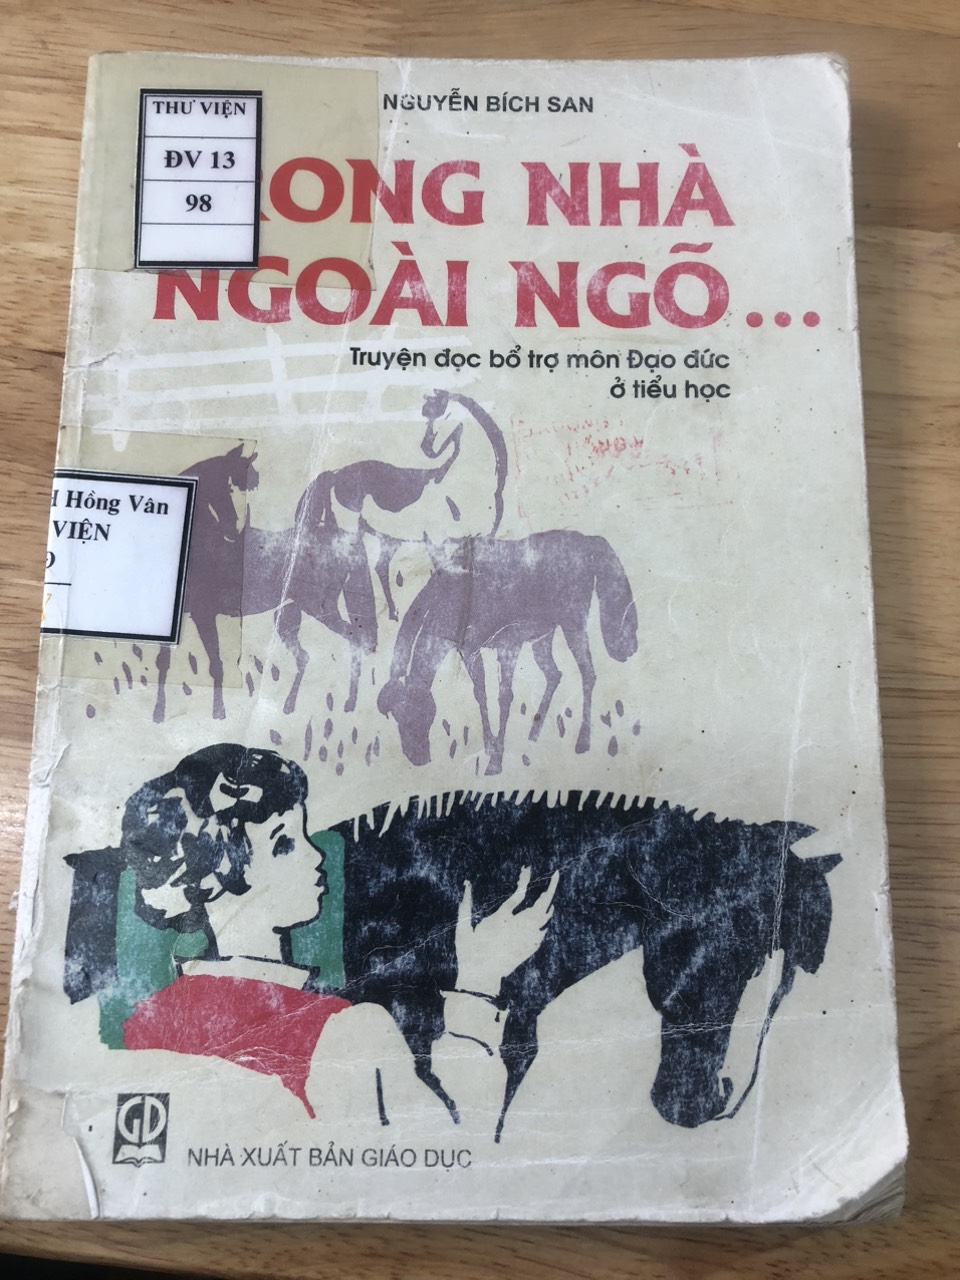 NGUYỄN BÍCH SAN
THƯ VIỆN
ĐV 13
98
RONG NHÀ
NGOÀI NGÕ...
Truyện đọc bổ trợ môn Đạo đức
ở tiểu học
H Hồng Vân
VIỆN
7
GD
NHÀ XUẤT BẢN GIÁO DỤC